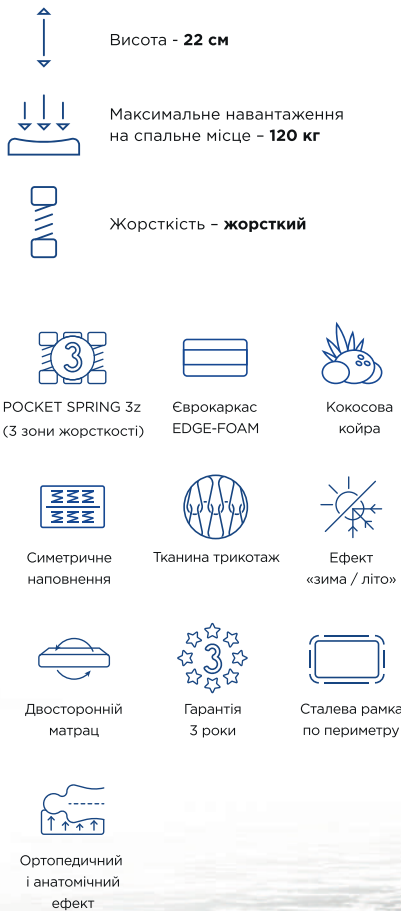 Висота - 22 см
Максимальне навантаження
на спальне місце – 120 кг
Жорсткість – жорсткий
3
POCKET SPRING 3z
(3 зони жорсткості)
Єврокаркас
EDGE-FOAM
Кокосова
койра
Симетричне
наповнення
Тканина трикотаж
Ефект
«зима / літо»
Двосторонній
матрац
3
Гарантія
3 роки
Сталева рамка
по периметру
Ортопедичний
і анатомічний
ефект